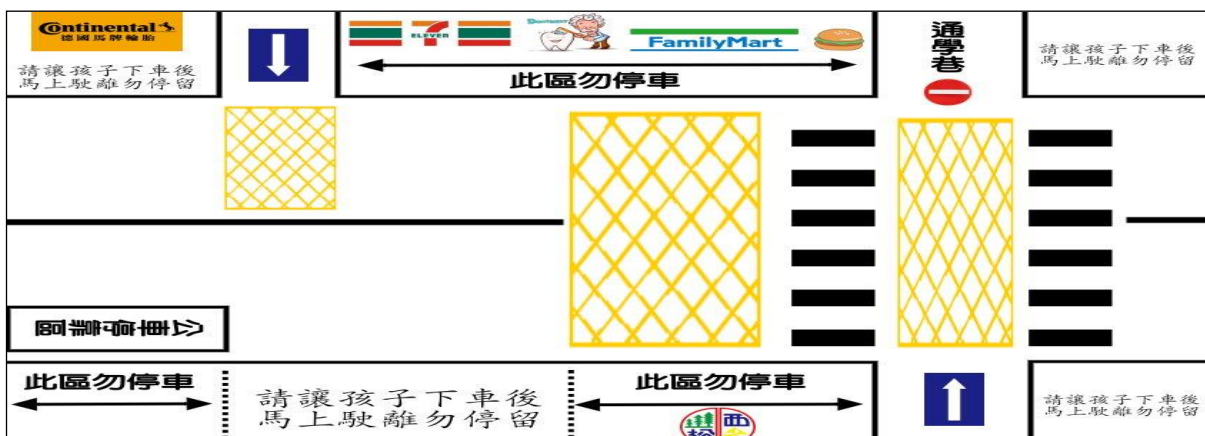 Continental
德國馬牌輪胎
請讓孩子下車後
馬上駛離勿停留
7
ELEVEN
FamilyMart
此區勿停車
通學巷
請讓孩子下車後
馬上駛離勿停留
公車停靠區
此區勿停車
請讓孩子下車後
馬上駛離勿停留
此區勿停車
西
松
請讓孩子下車後
馬上駛離勿停留